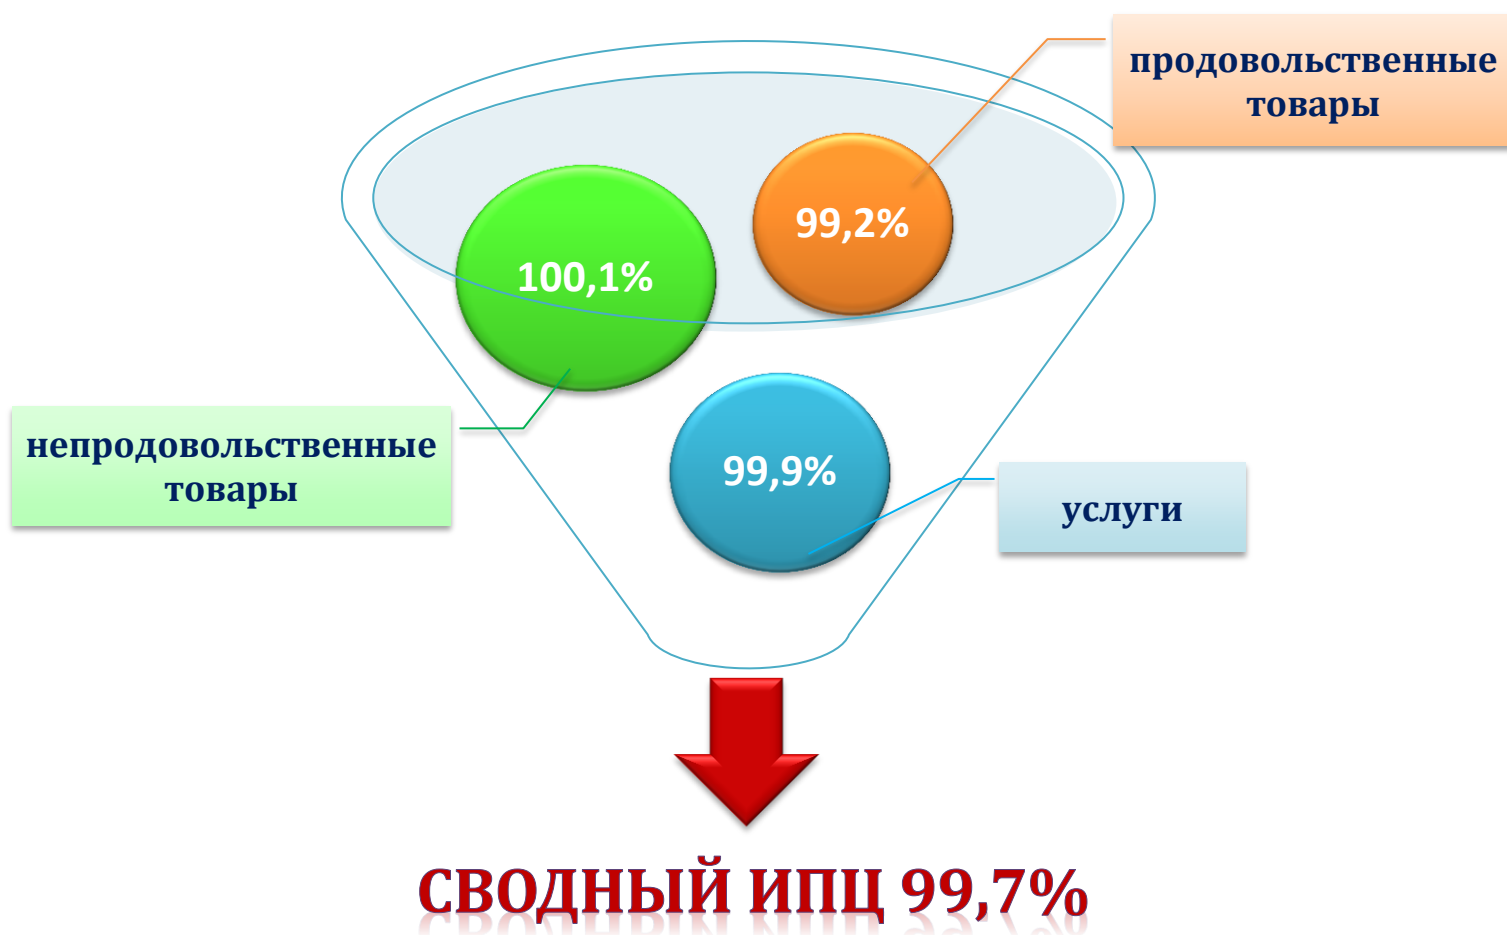 продовольственные
товары
99,2%
100,1%
непродовольственные
товары
99,9%
услуги
СВОДНЫЙ ИПЦ 99,7%